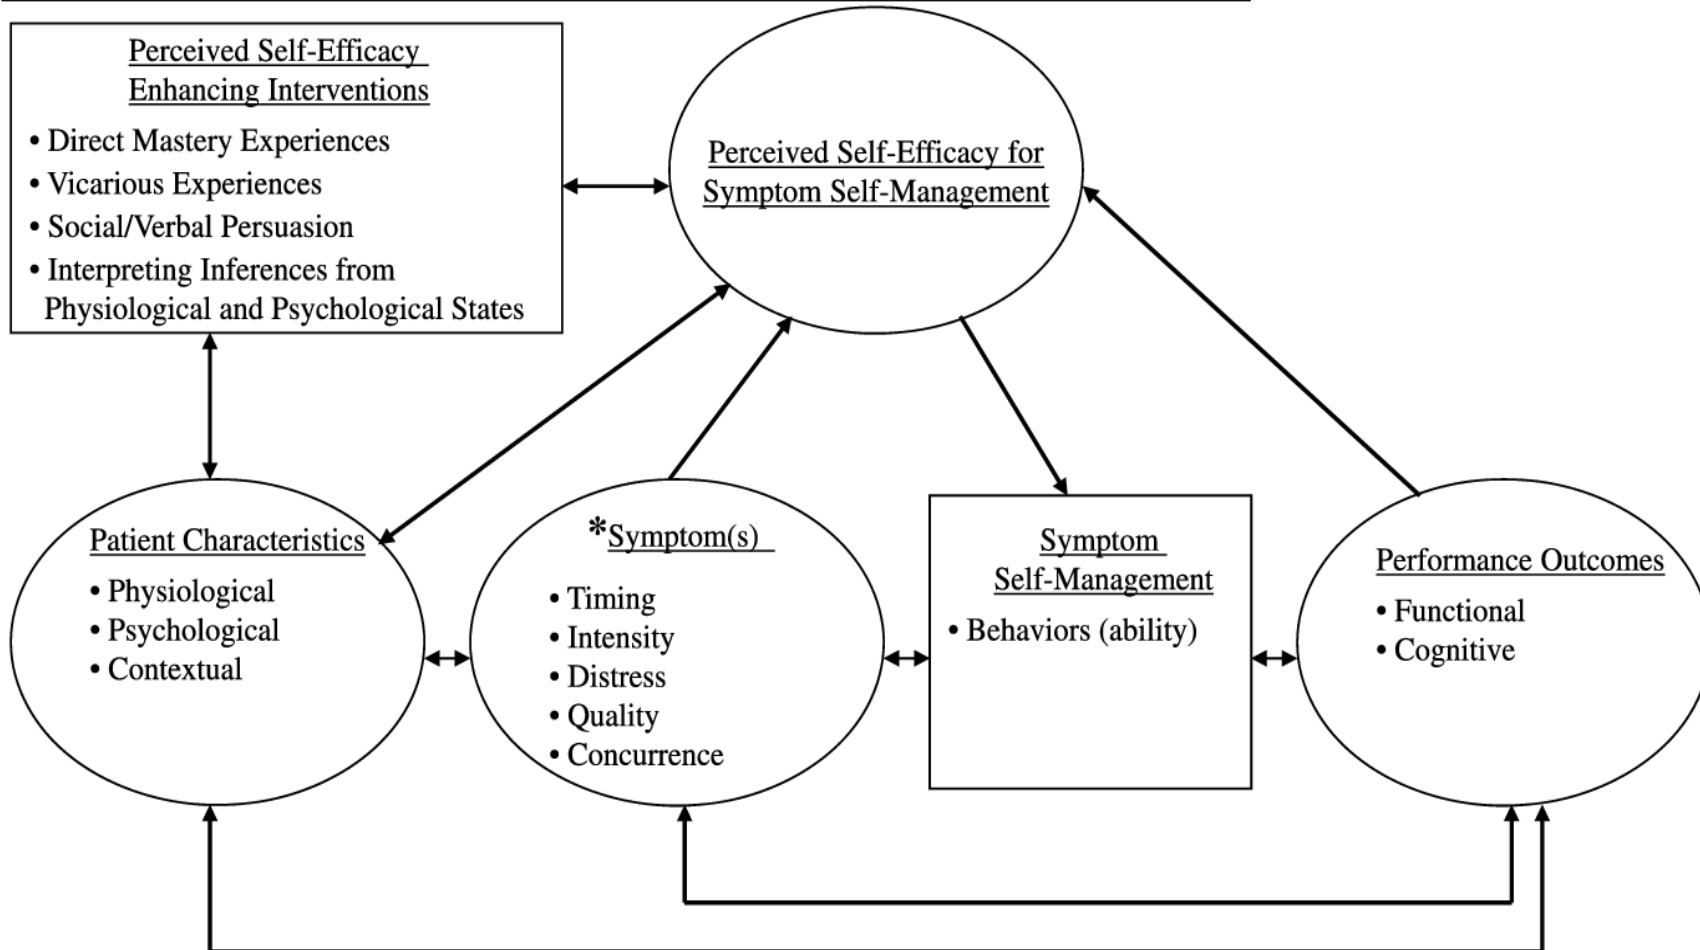 Perceived Self-Efficacy
Enhancing Interventions
• Direct Mastery Experiences
• Vicarious Experiences
• Social/Verbal Persuasion
• Interpreting Inferences from
Physiological and Psychological States
Perceived Self-Efficacy for
Symptom Self-Management
Patient Characteristics
• Physiological
• Psychological
• Contextual
*Symptom(s)
• Timing
• Intensity
• Distress
• Quality
• Concurrence
Symptom
Self-Management
• Behaviors (ability)
Performance Outcomes
• Functional
• Cognitive